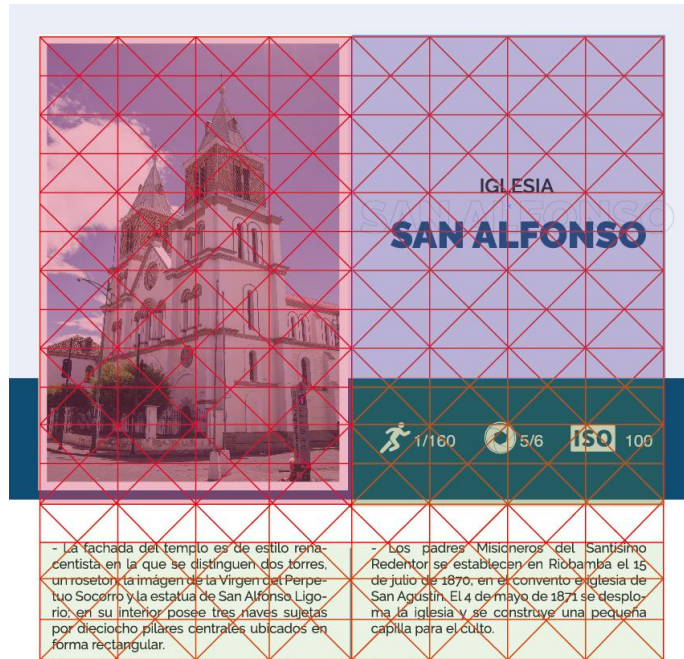 IGLESIA
SAN ALFONSO
SAN ALFONSO
1/160
5/6
ISO 100
- La fachada del templo es de estilo rena-
centista en la que se distinguen dos torres,
un rosetón, la imágen de la Virgen del Perpe-
tuo Socorro y la estatua de San Alfonso Ligo-
rio, en su interior posee tres naves sujetas
por dieciocho pilares centrales ubicados en
forma rectangular.
- Los padres Misioneros del Santísimo
Redentor se establecen en Riobamba el 15
de julio de 1870, en el convento e iglesia de
San Agustín. El 4 de mayo de 1871 se desplo-
ma la iglesia y se construye una pequeña
capilla para el culto.